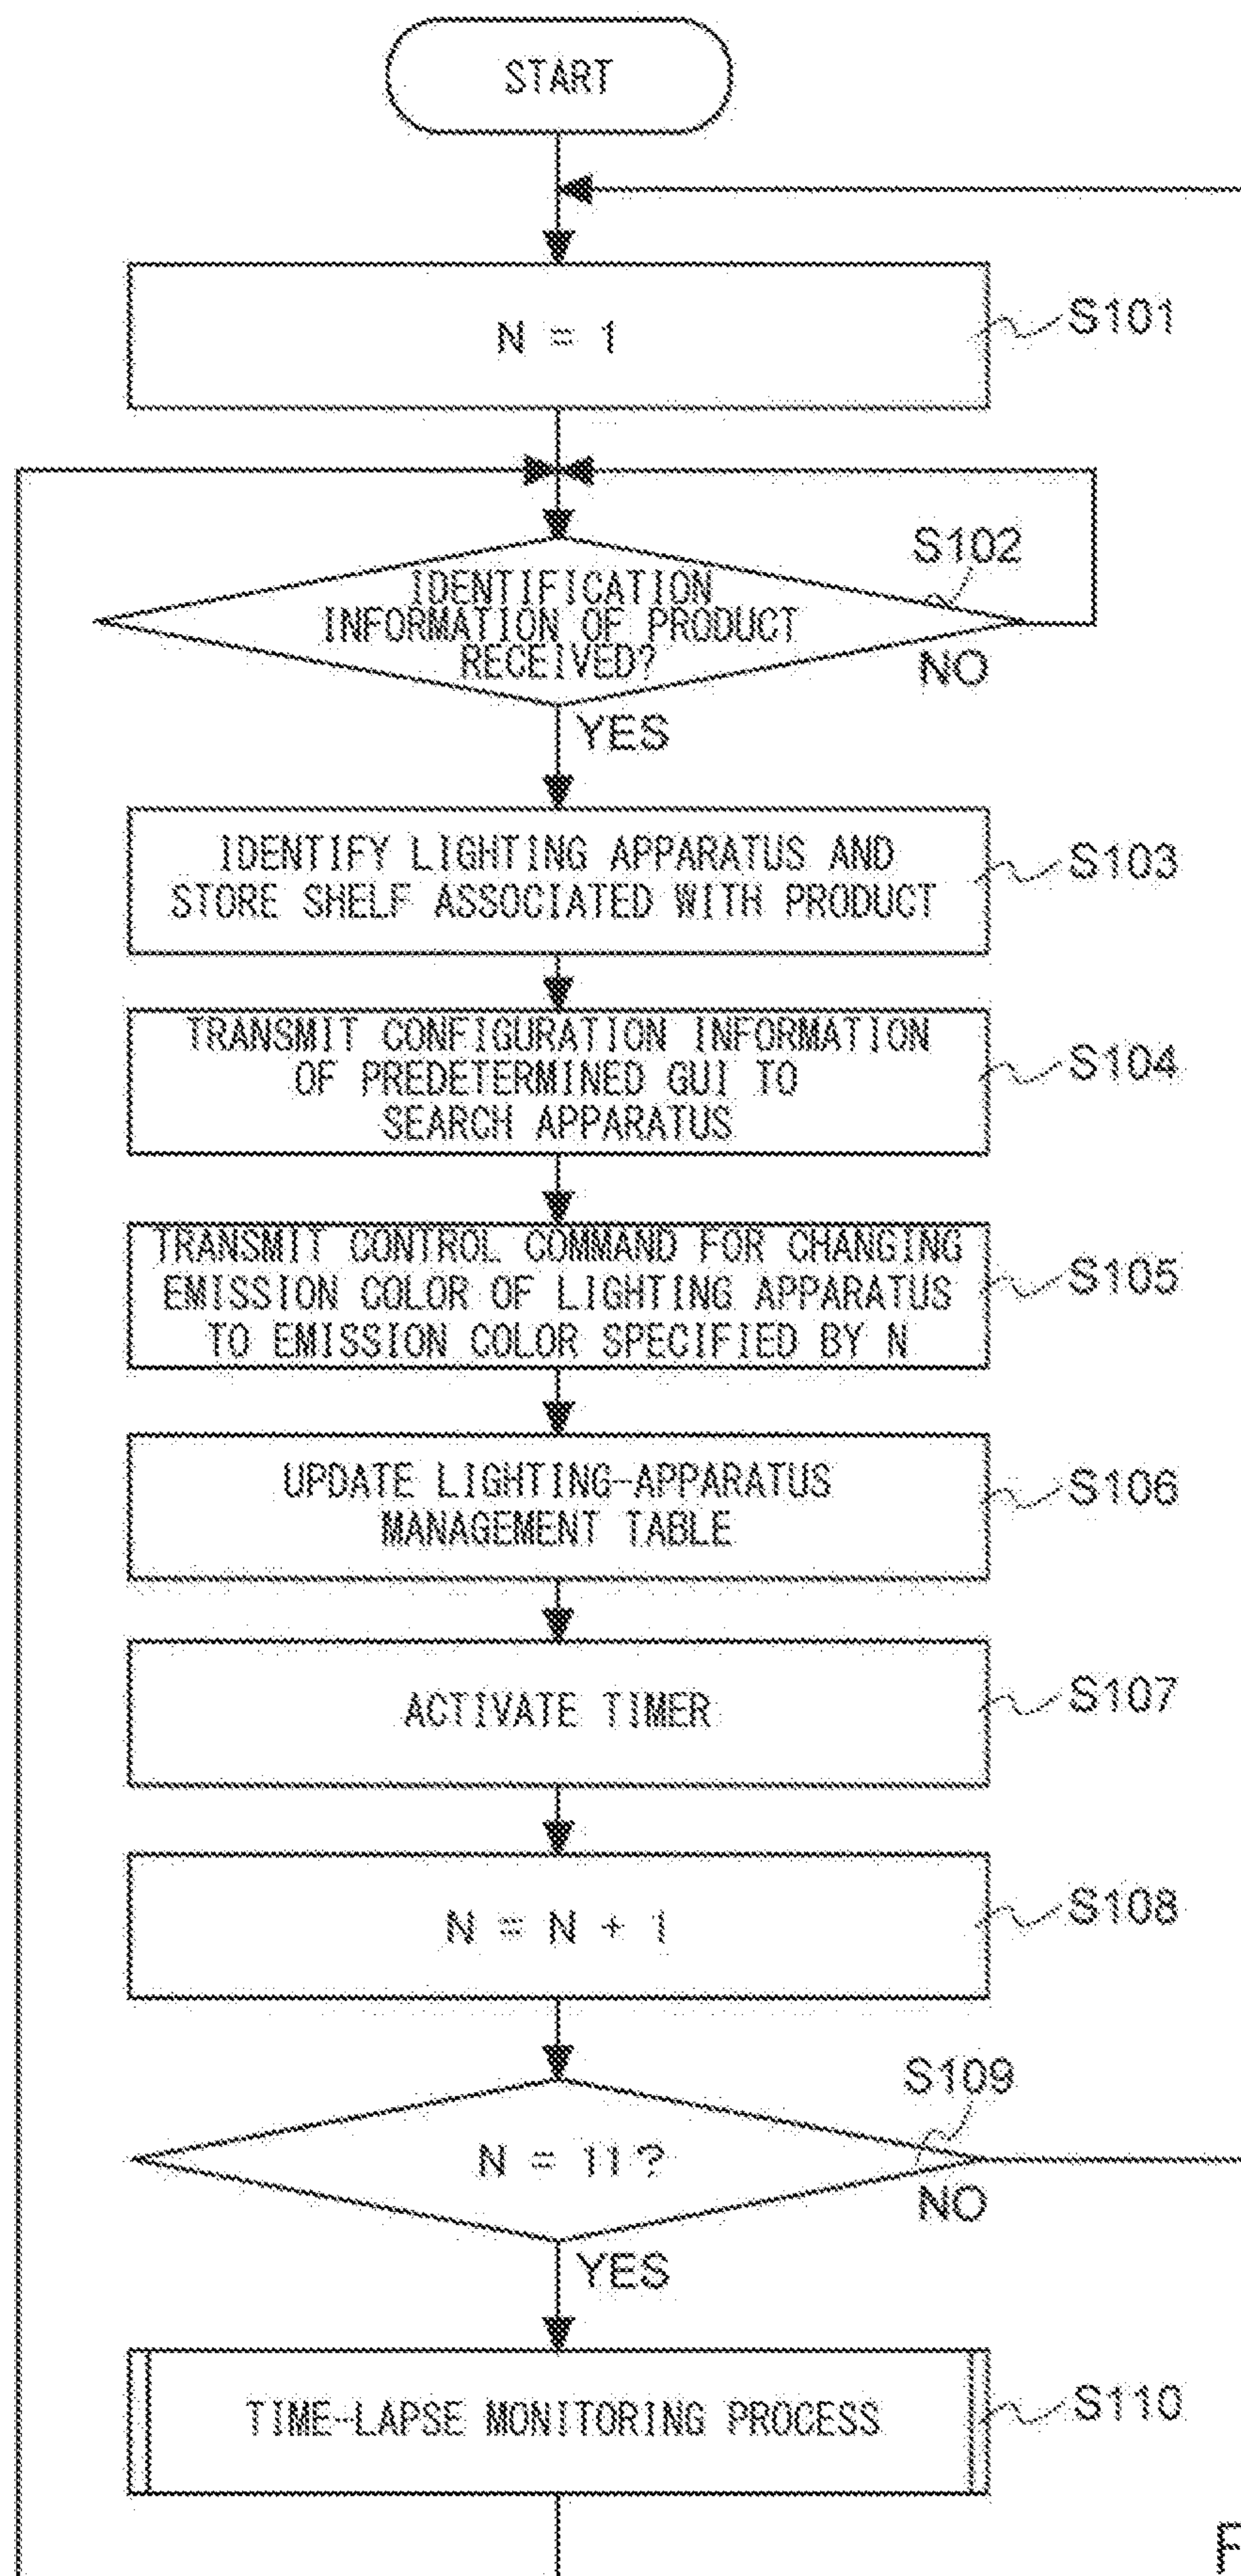 START
N = 1
S101
S102
IDENTIFICATION
INFORMATION OF PRODUCT
RECEIVED?
NO
YES
IDENTIFY LIGHTING APPARATUS AND
STORE SHELF ASSOCIATED WITH PRODUCT
S103
TRANSMIT CONFIGURATION INFORMATION
OF PREDETERMINED GUI TO
SEARCH APPARATUS
S104
TRANSMIT CONTROL COMMAND FOR CHANGING
EMISSION COLOR OF LIGHTING APPARATUS
TO EMISSION COLOR SPECIFIED BY N
S105
UPDATE LIGHTING-APPARATUS
MANAGEMENT TABLE
S106
ACTIVATE TIMER
S107
N = N + 1
S108
S109
N = 11 ?
NO
YES
TIME-LAPSE MONITORING PROCESS
S110